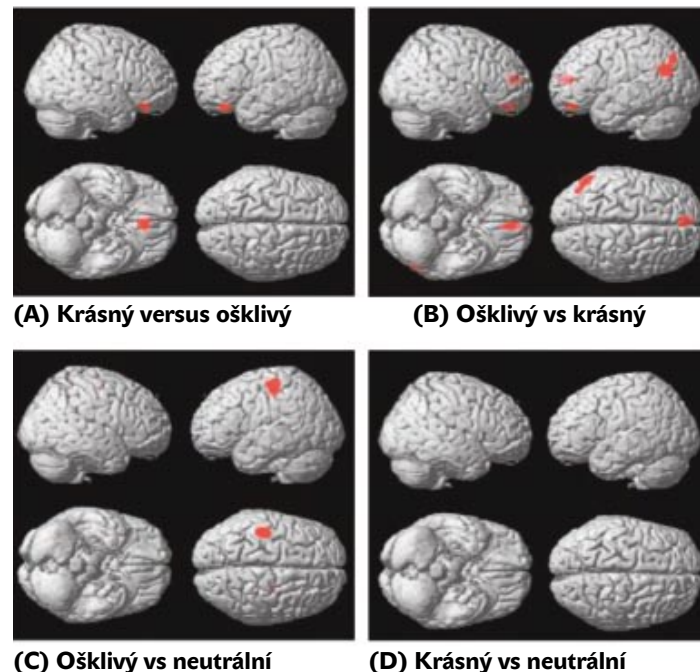 (A) Krásný versus ošklivý
(B) Ošklivý vs krásný
(C) Ošklivý vs neutrální
(D) Krásný vs neutrální